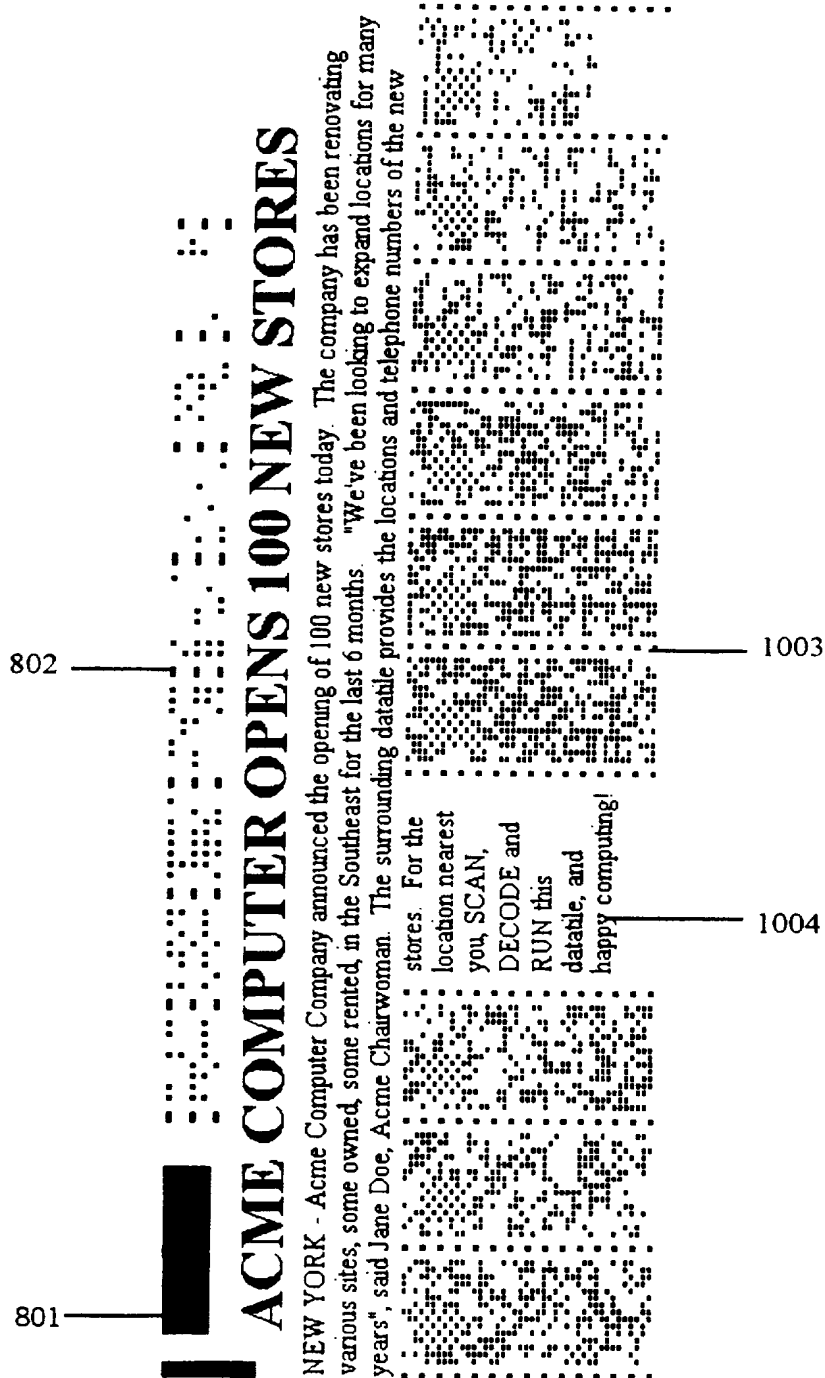 ACME COMPUTER OPENS 100 NEW STORES
NEW YORK - Acme Computer Company announced the opening of 100 new stores today. The company has been renovating
various sites, some owned, some rented, in the Southeast for the last 6 months. "We've been looking to expand locations for many
years", said Jane Doe, Acme Chairwoman. The surrounding datatile provides the locations and telephone numbers of the new
stores. For the
location nearest
you, SCAN,
DECODE and
RUN this
datatile, and
happy computing!
801
802
1003
1004